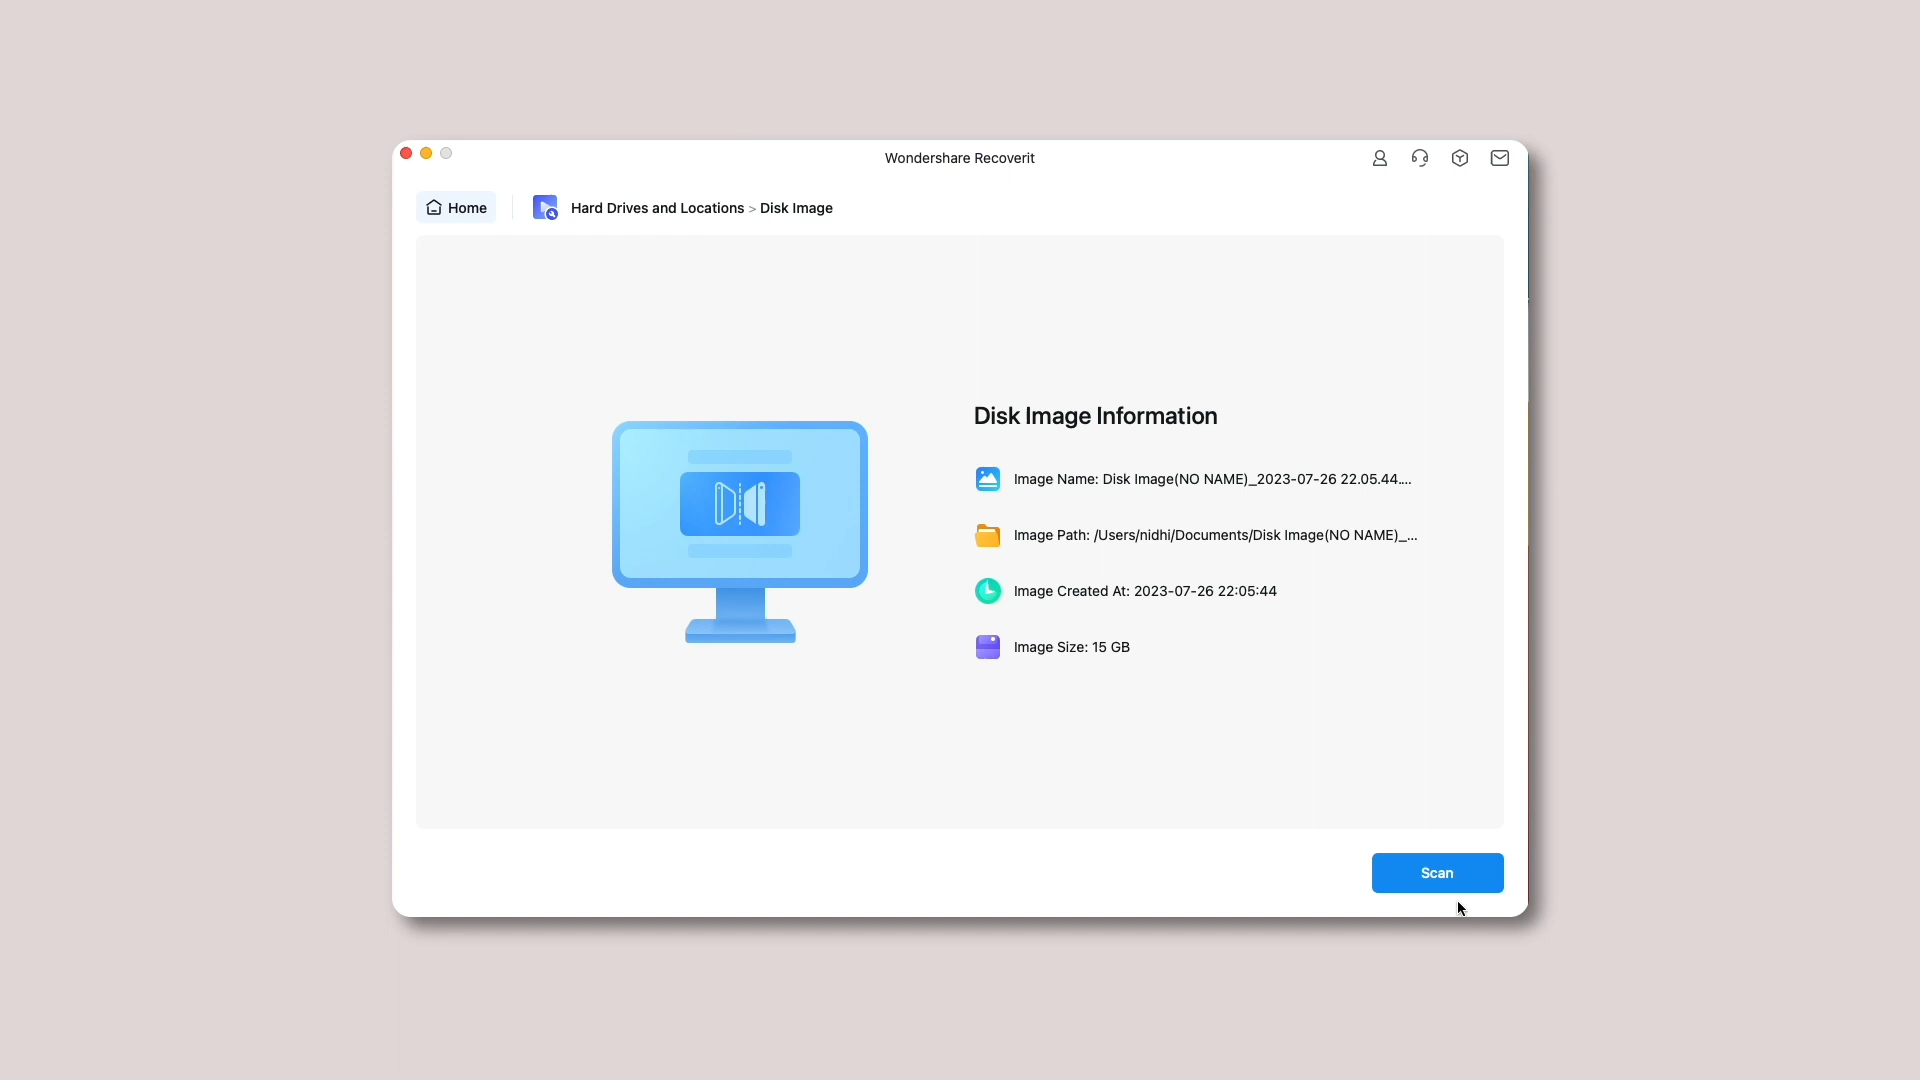 Wondershare Recoverit
Home
Hard Drives and Locations > Disk Image
Disk Image Information
Image Name: Disk Image(NO NAME)_2023-07-26 22.05.44....
Image Path: /Users/nidhi/Documents/Disk Image(NO NAME)_...
Image Created At: 2023-07-26 22:05:44
Image Size: 15 GB
Scan